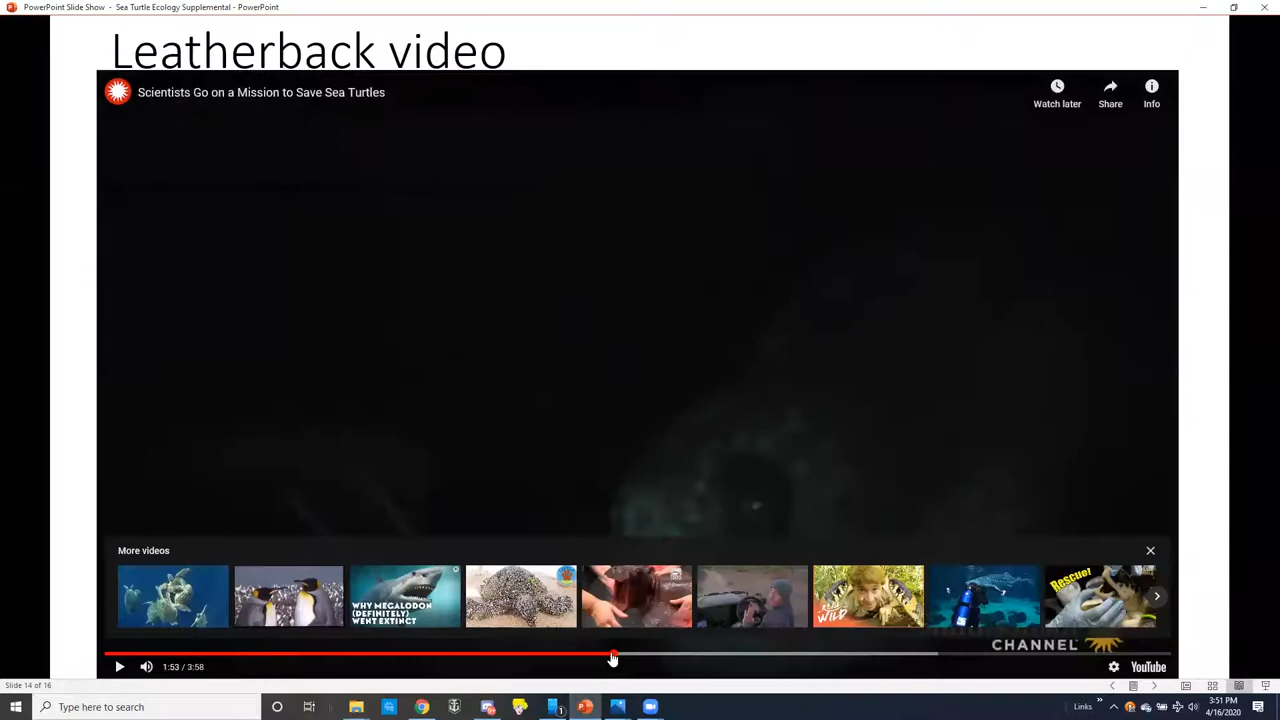 PowerPoint Slide Show - Sea Turtle Ecology Supplemental - PowerPoint
Leatherback video
Scientists Go on a Mission to Save Sea Turtles
Watch later
Share
Info
More videos
WHY MEGALODON
(DEFINITELY)
WENT EXTINCT
REAL
WILD
Rescue!
CHANNEL
1:53 / 3:58
YouTube
Slide 14 of 16
Type here to search
1
Links
3:51 PM
4/16/2020